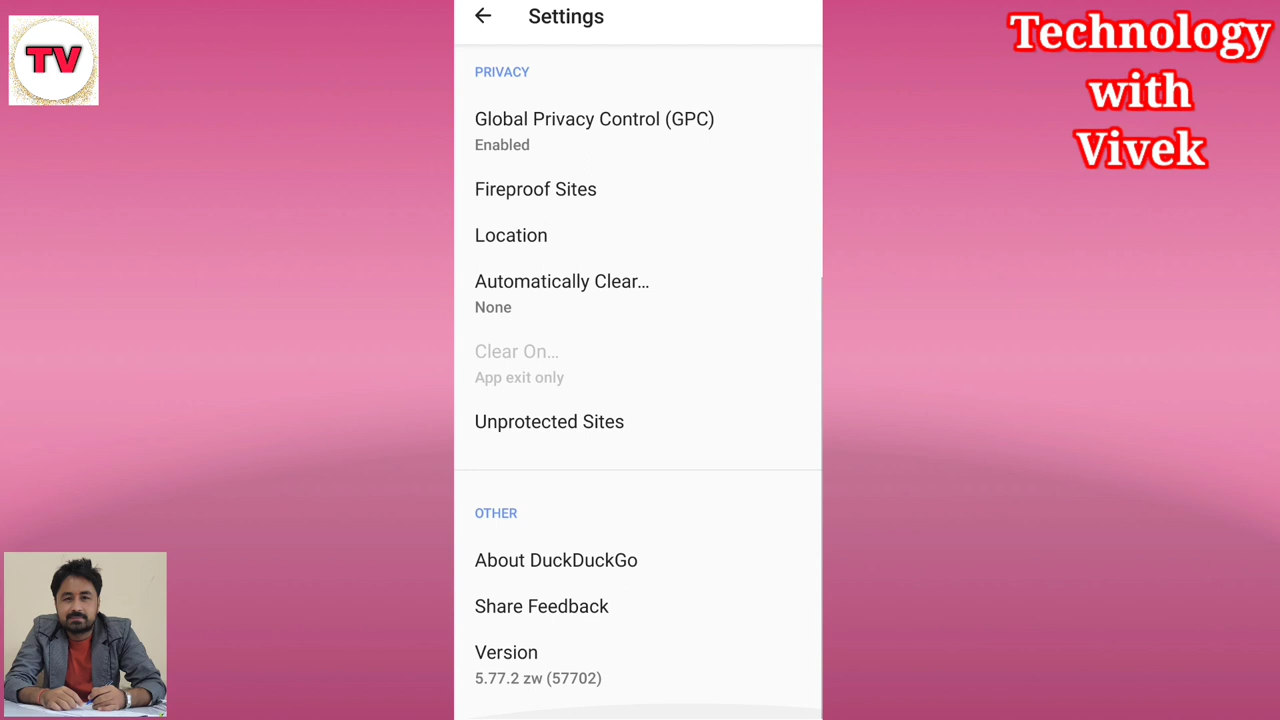 TV
Technology
with
Vivek
Settings
PRIVACY
Global Privacy Control (GPC)
Enabled
Fireproof Sites
Location
Automatically Clear…
None
Clear On…
App exit only
Unprotected Sites
OTHER
About DuckDuckGo
Share Feedback
Version
5.77.2 zw (57702)